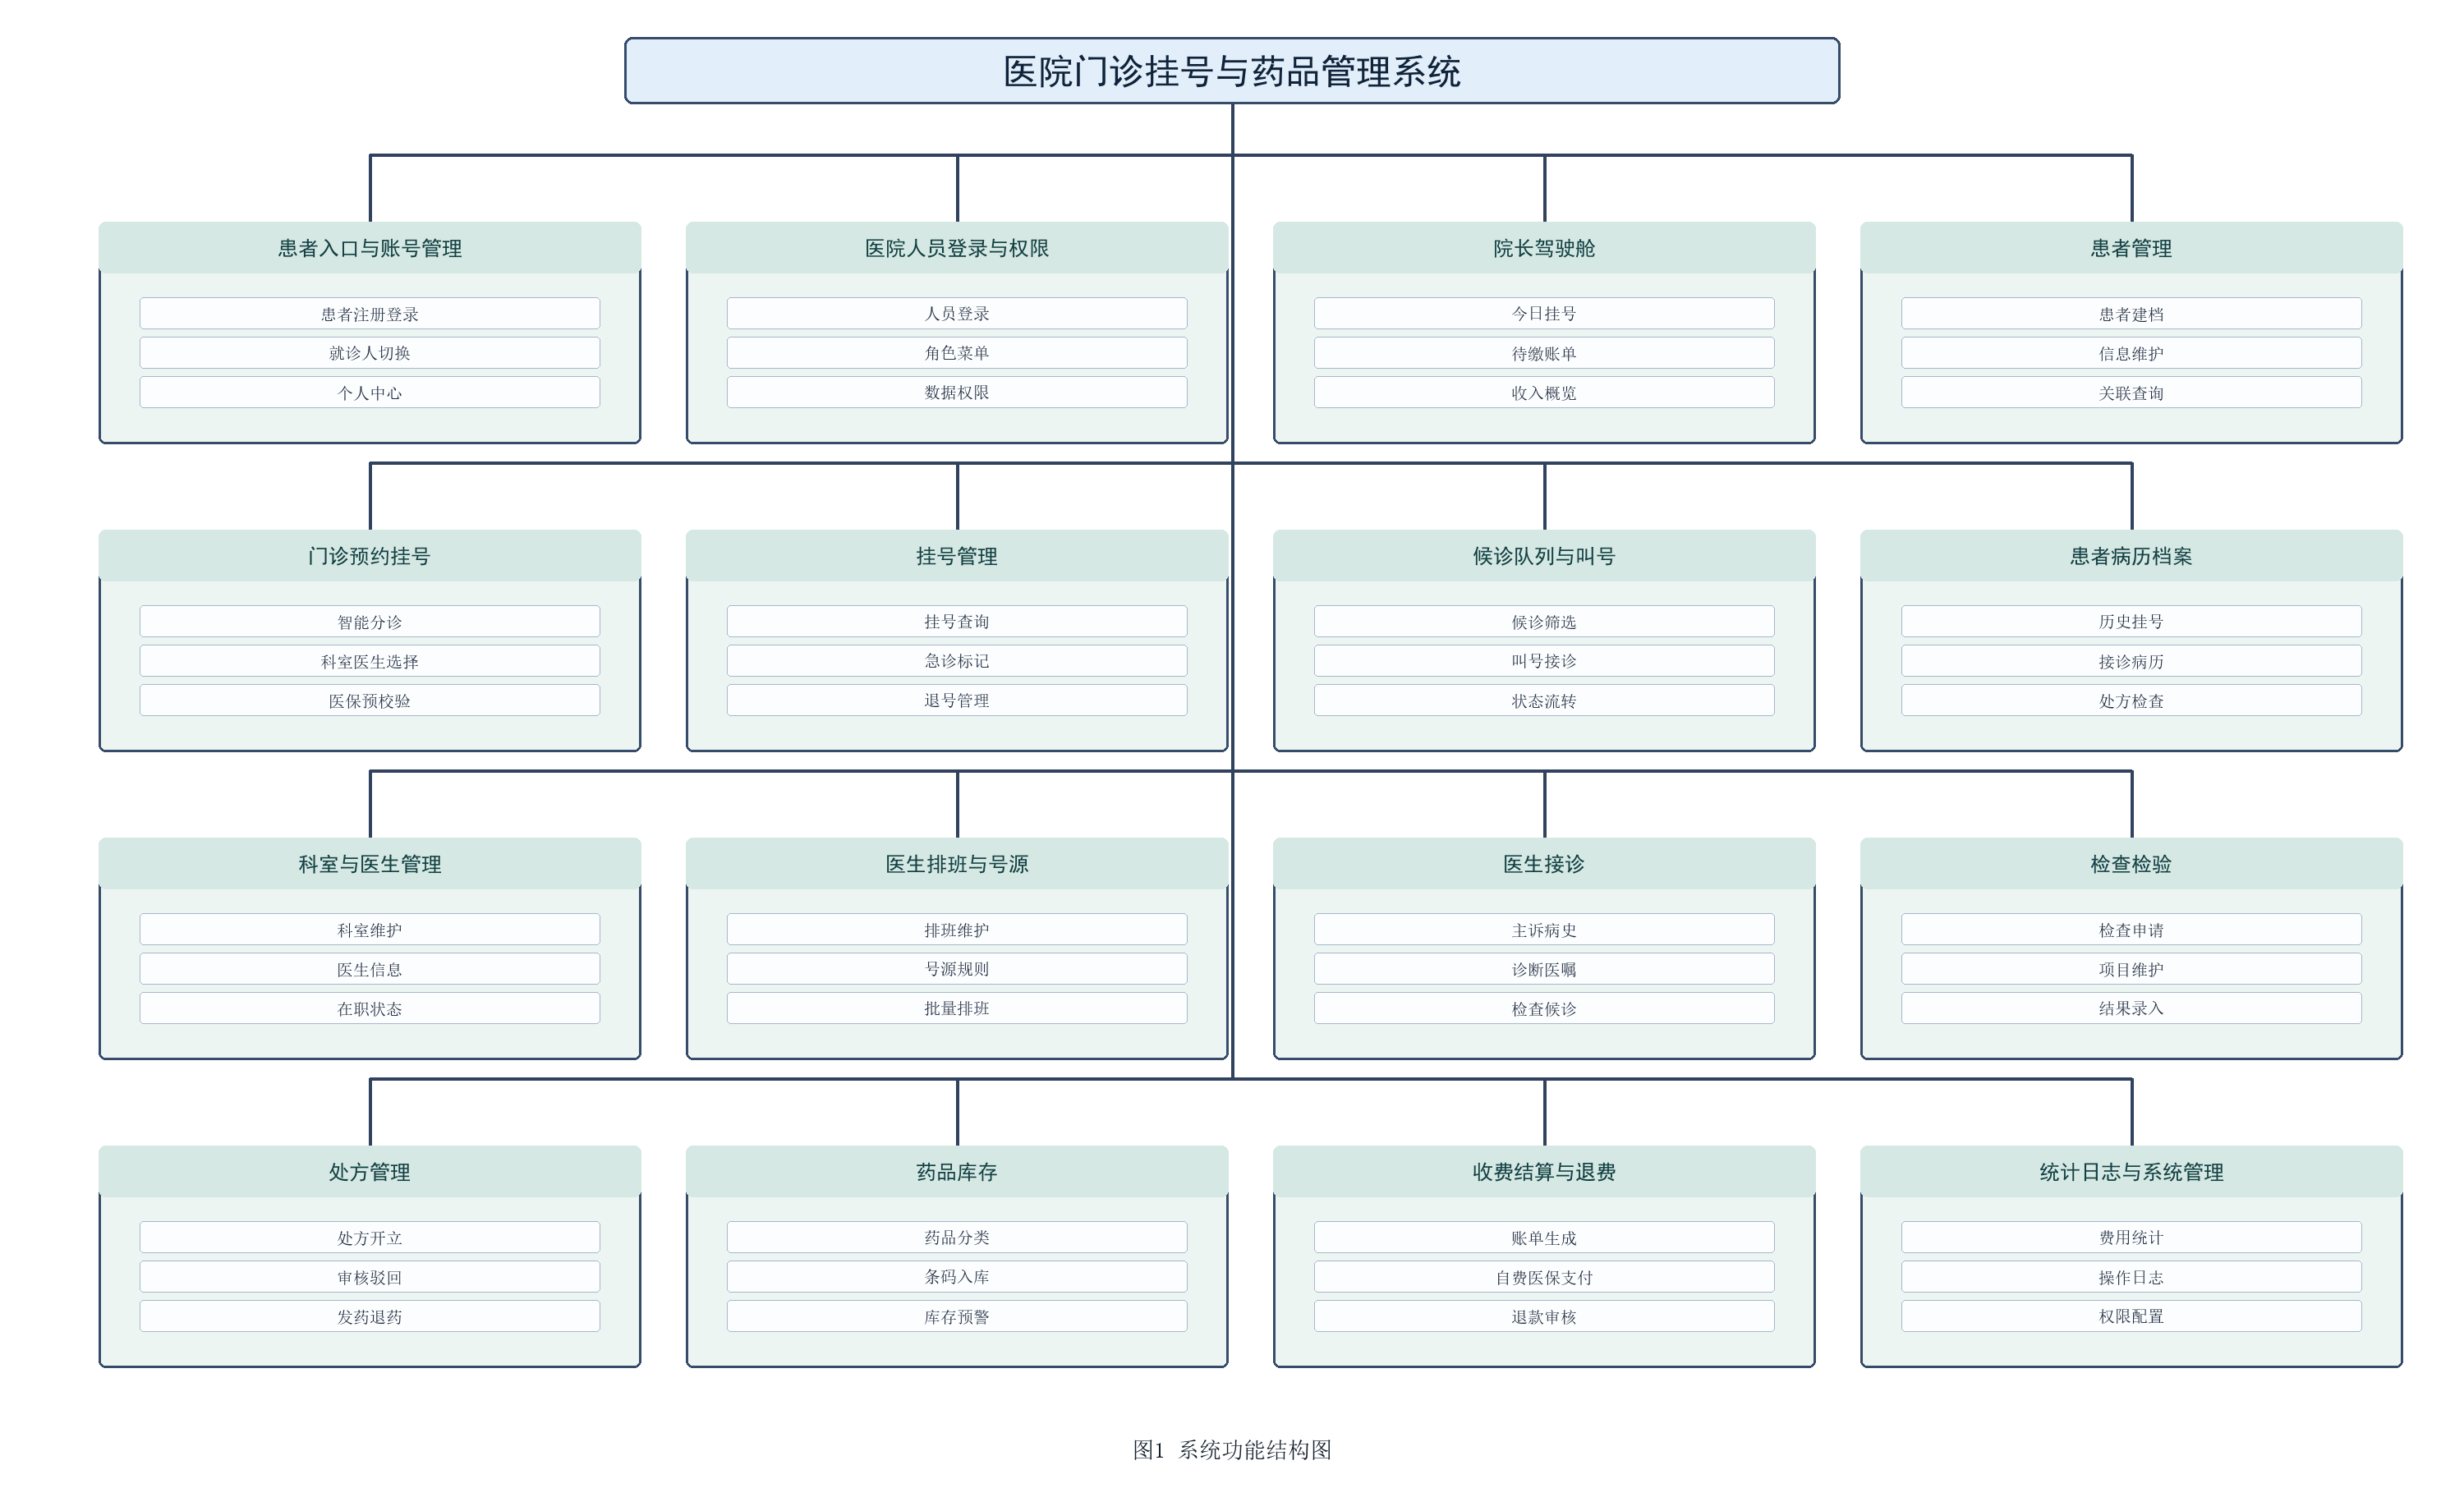 医院门诊挂号与药品管理系统
患者入口与账号管理
患者注册登录
就诊人切换
个人中心
医院人员登录与权限
人员登录
角色菜单
数据权限
院长驾驶舱
今日挂号
待缴账单
收入概览
患者管理
患者建档
信息维护
关联查询
门诊预约挂号
智能分诊
科室医生选择
医保预校验
挂号管理
挂号查询
急诊标记
退号管理
候诊队列与叫号
候诊筛选
叫号接诊
状态流转
患者病历档案
历史挂号
接诊病历
处方检查
科室与医生管理
科室维护
医生信息
在职状态
医生排班与号源
排班维护
号源规则
批量排班
医生接诊
主诉病史
诊断医嘱
检查候诊
检查检验
检查申请
项目维护
结果录入
处方管理
处方开立
审核驳回
发药退药
药品库存
药品分类
条码入库
库存预警
收费结算与退费
账单生成
自费医保支付
退款审核
统计日志与系统管理
费用统计
操作日志
权限配置
图1 系统功能结构图